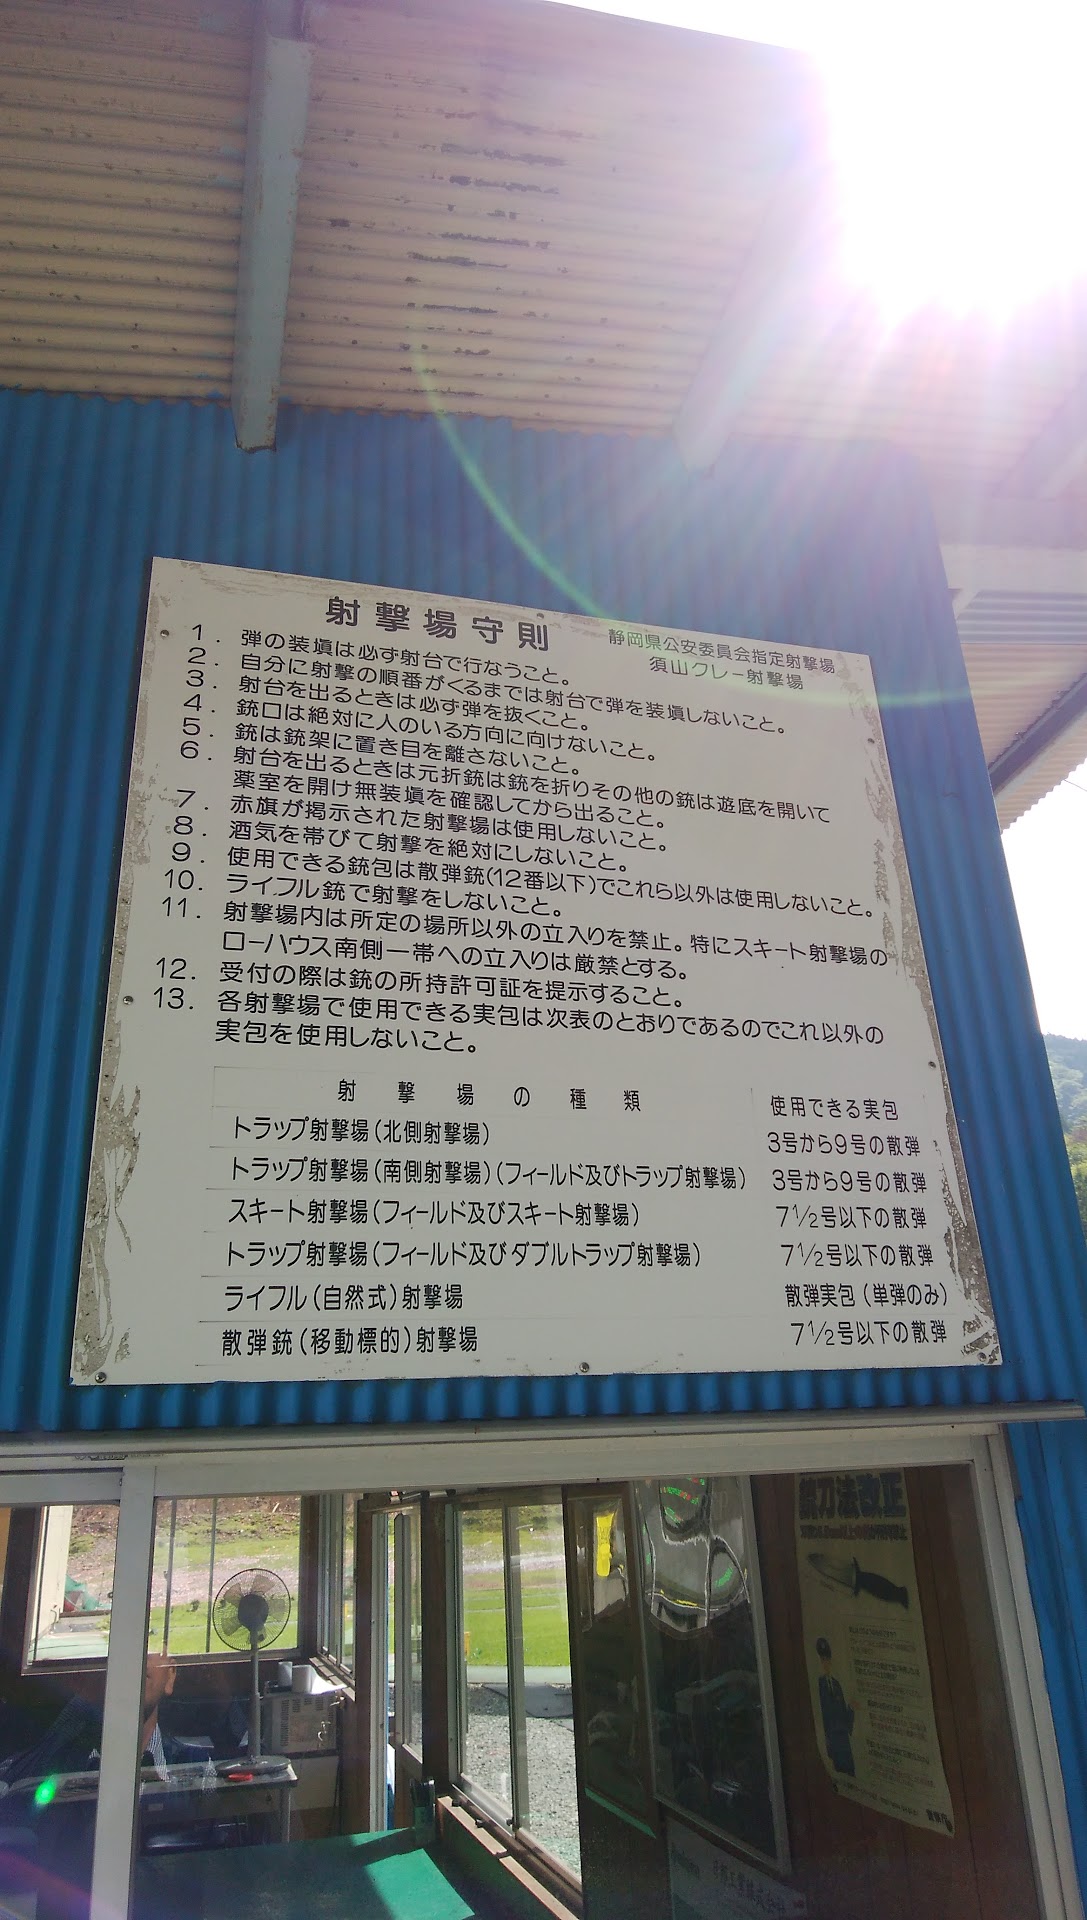 射撃場守則
静岡県公安委員会指定射撃場
須山クレー射撃場
1. 弾の装塡は必ず射台で行なうこと。
2. 自分に射撃の順番がくるまでは射台で弾を装塡しないこと。
3. 射台を出るときは必ず弾を抜くこと。
4. 銃口は絶対に人のいる方向に向けないこと。
5. 銃は銃架に置き目を離さないこと。
6. 射台を出るときは元折銃は銃を折りその他の銃は遊底を開いて
薬室を開け無装塡を確認してから出ること。
7. 赤旗が掲示された射撃場は使用しないこと。
8. 酒気を帯びて射撃を絶対にしないこと。
9. 使用できる銃包は散弾銃(12番以下)でこれら以外は使用しないこと。
10. ライフル銃で射撃をしないこと。
11. 射撃場内は所定の場所以外の立入りを禁止。特にスキート射撃場の
ローハウス南側一帯への立入りは厳禁とする。
12. 受付の際は銃の所持許可証を提示すること。
13. 各射撃場で使用できる実包は次表のとおりであるのでこれ以外の
実包を使用しないこと。
射撃場の種類 使用できる実包
トラップ射撃場(北側射撃場) 3号から9号の散弾
トラップ射撃場(南側射撃場)(フィールド及びトラップ射撃場) 3号から9号の散弾
スキート射撃場(フィールド及びスキート射撃場) 7 1/2号以下の散弾
トラップ射撃場(フィールド及びダブルトラップ射撃場) 7 1/2号以下の散弾
ライフル(自然式)射撃場 散弾実包(単弾のみ)
散弾銃(移動標的)射撃場 7 1/2号以下の散弾
銃刀法改正